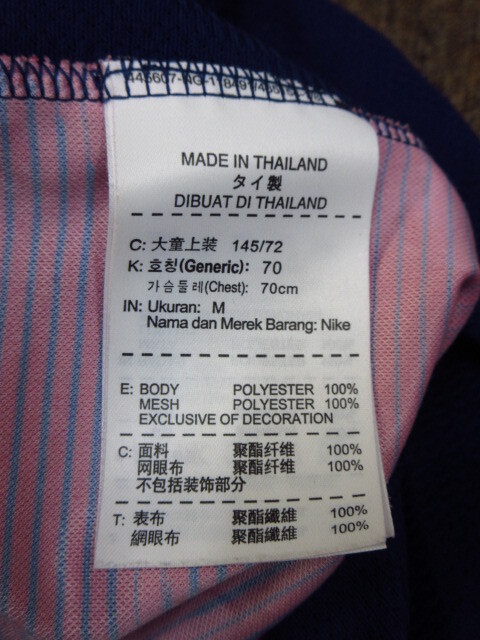 MADE IN THAILAND
タイ製
DIBUAT DI THAILAND
C: 大童上装 145/72
K: 호칭(Generic): 70
가슴둘레(Chest): 70cm
IN: Ukuran: M
Nama dan Merek Barang: Nike
E: BODY POLYESTER 100%
MESH POLYESTER 100%
EXCLUSIVE OF DECORATION
C: 面料 聚酯纤维 100%
网眼布 聚酯纤维 100%
不包括装饰部分
T: 表布 聚酯纖維 100%
網眼布 聚酯纖維 100%